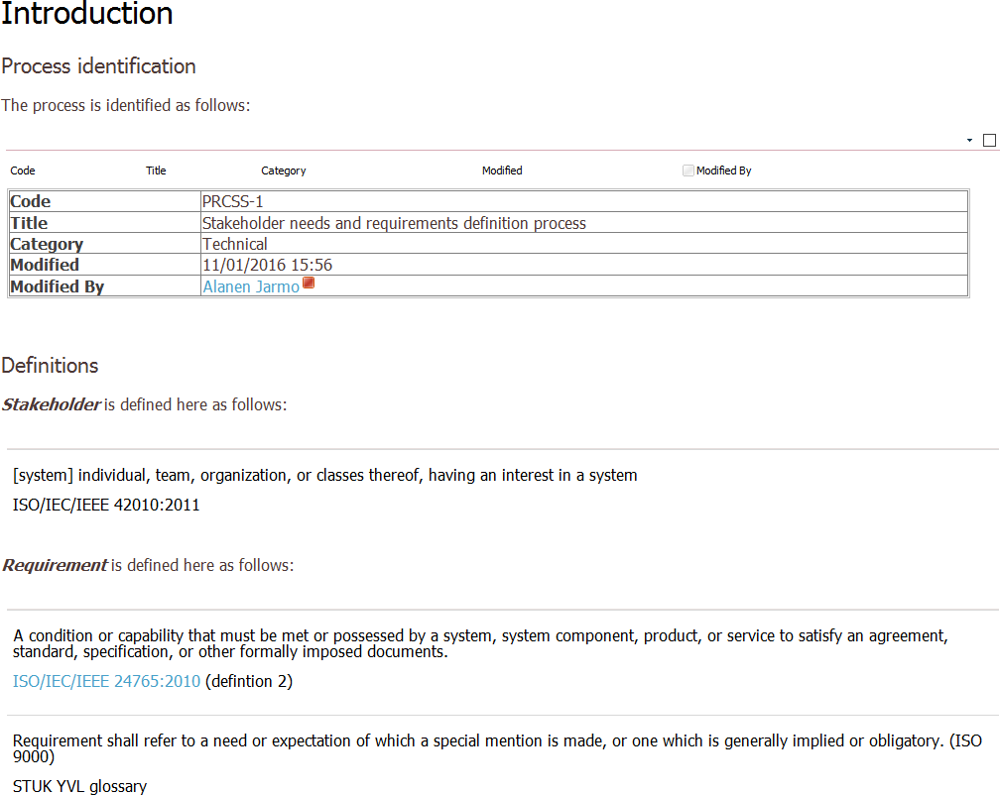 Introduction
Process identification
The process is identified as follows:
Code Title Category Modified Modified By
Code PRCSS-1
Title Stakeholder needs and requirements definition process
Category Technical
Modified 11/01/2016 15:56
Modified By Alanen Jarmo
Definitions
Stakeholder is defined here as follows:
[system] individual, team, organization, or classes thereof, having an interest in a system
ISO/IEC/IEEE 42010:2011
Requirement is defined here as follows:
A condition or capability that must be met or possessed by a system, system component, product, or service to satisfy an agreement,
standard, specification, or other formally imposed documents.
ISO/IEC/IEEE 24765:2010 (defintion 2)
Requirement shall refer to a need or expectation of which a special mention is made, or one which is generally implied or obligatory. (ISO
9000)
STUK YVL glossary